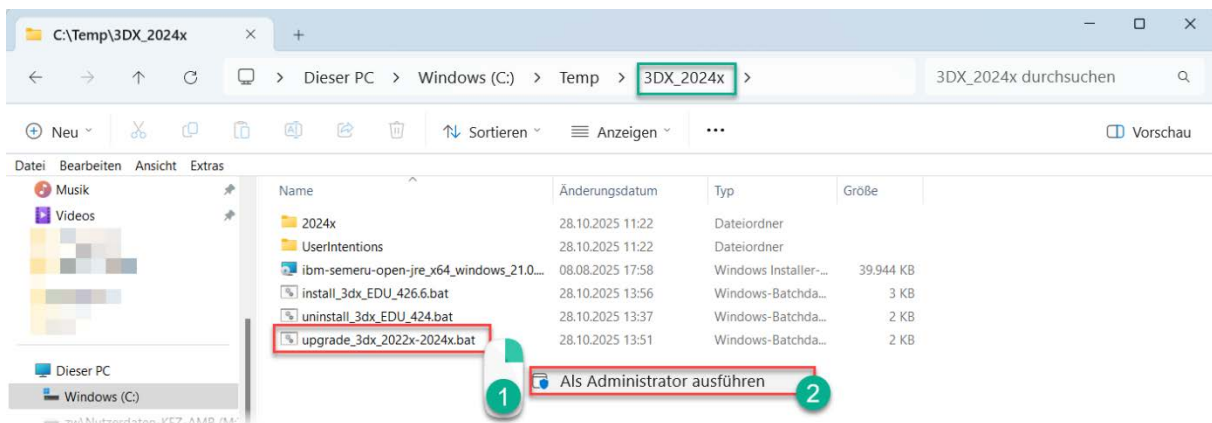 C:\Temp\3DX_2024x
Dieser PC > Windows (C:) > Temp > 3DX_2024x >
3DX_2024x durchsuchen
Neu Sortieren Anzeigen ... Vorschau
Datei Bearbeiten Ansicht Extras
Musik
Videos
Dieser PC
Windows (C:)
Name Änderungsdatum Typ Größe
2024x 28.10.2025 11:22 Dateiordner
UserIntentions 28.10.2025 11:22 Dateiordner
ibm-semeru-open-jre_x64_windows_21.0... 08.08.2025 17:58 Windows Installer-... 39.944 KB
install_3dx_EDU_426.6.bat 28.10.2025 13:56 Windows-Batchda... 3 KB
uninstall_3dx_EDU_424.bat 28.10.2025 13:37 Windows-Batchda... 2 KB
upgrade_3dx_2022x-2024x.bat 28.10.2025 13:51 Windows-Batchda... 2 KB
1 Als Administrator ausführen 2